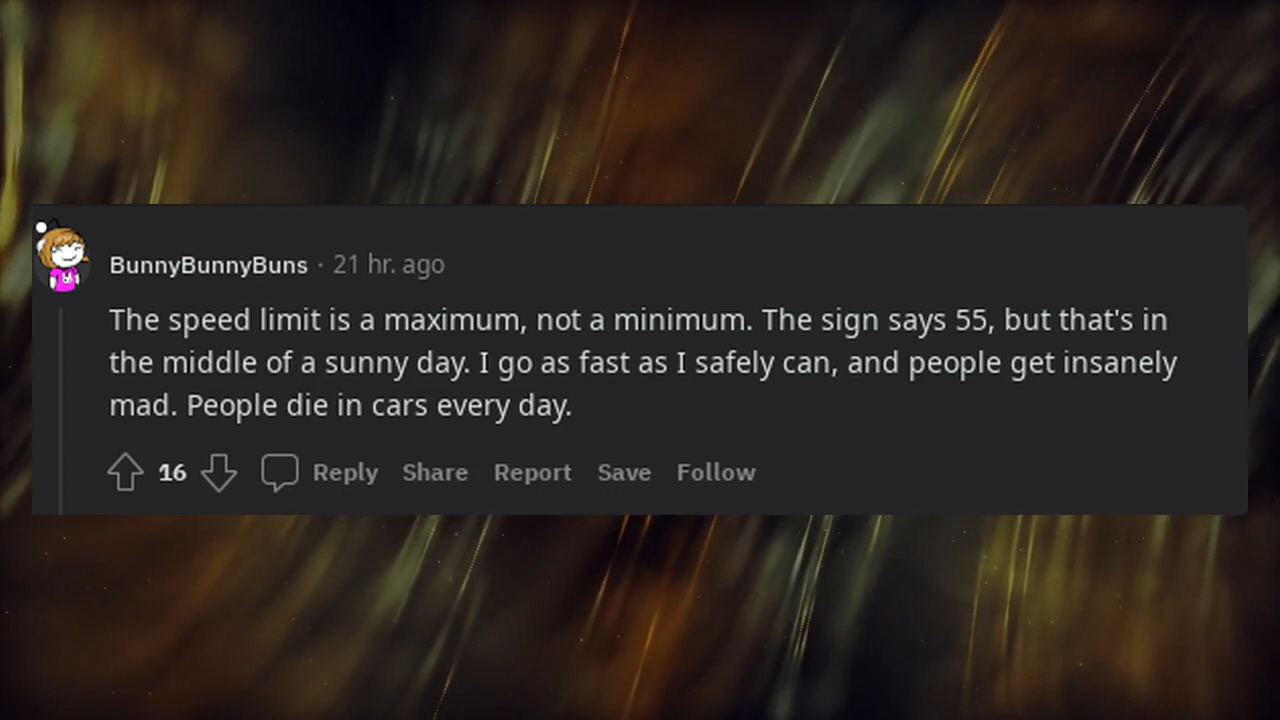 BunnyBunnyBuns · 21 hr. ago
The speed limit is a maximum, not a minimum. The sign says 55, but that's in
the middle of a sunny day. I go as fast as I safely can, and people get insanely
mad. People die in cars every day.
16 Reply Share Report Save Follow